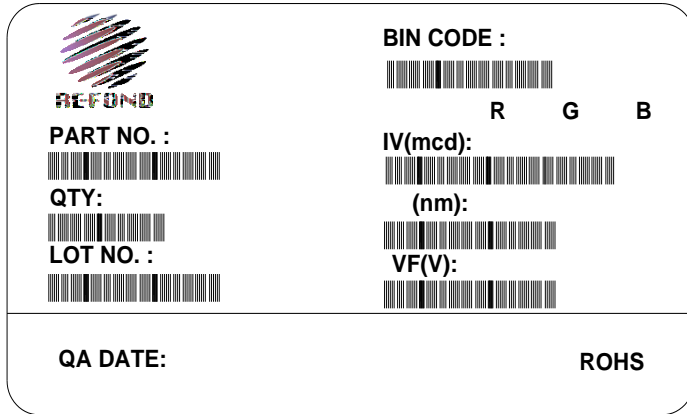 REFOND
PART NO. :
QTY:
LOT NO. :
BIN CODE :
R G B
IV(mcd):
(nm):
VF(V):
QA DATE:
ROHS